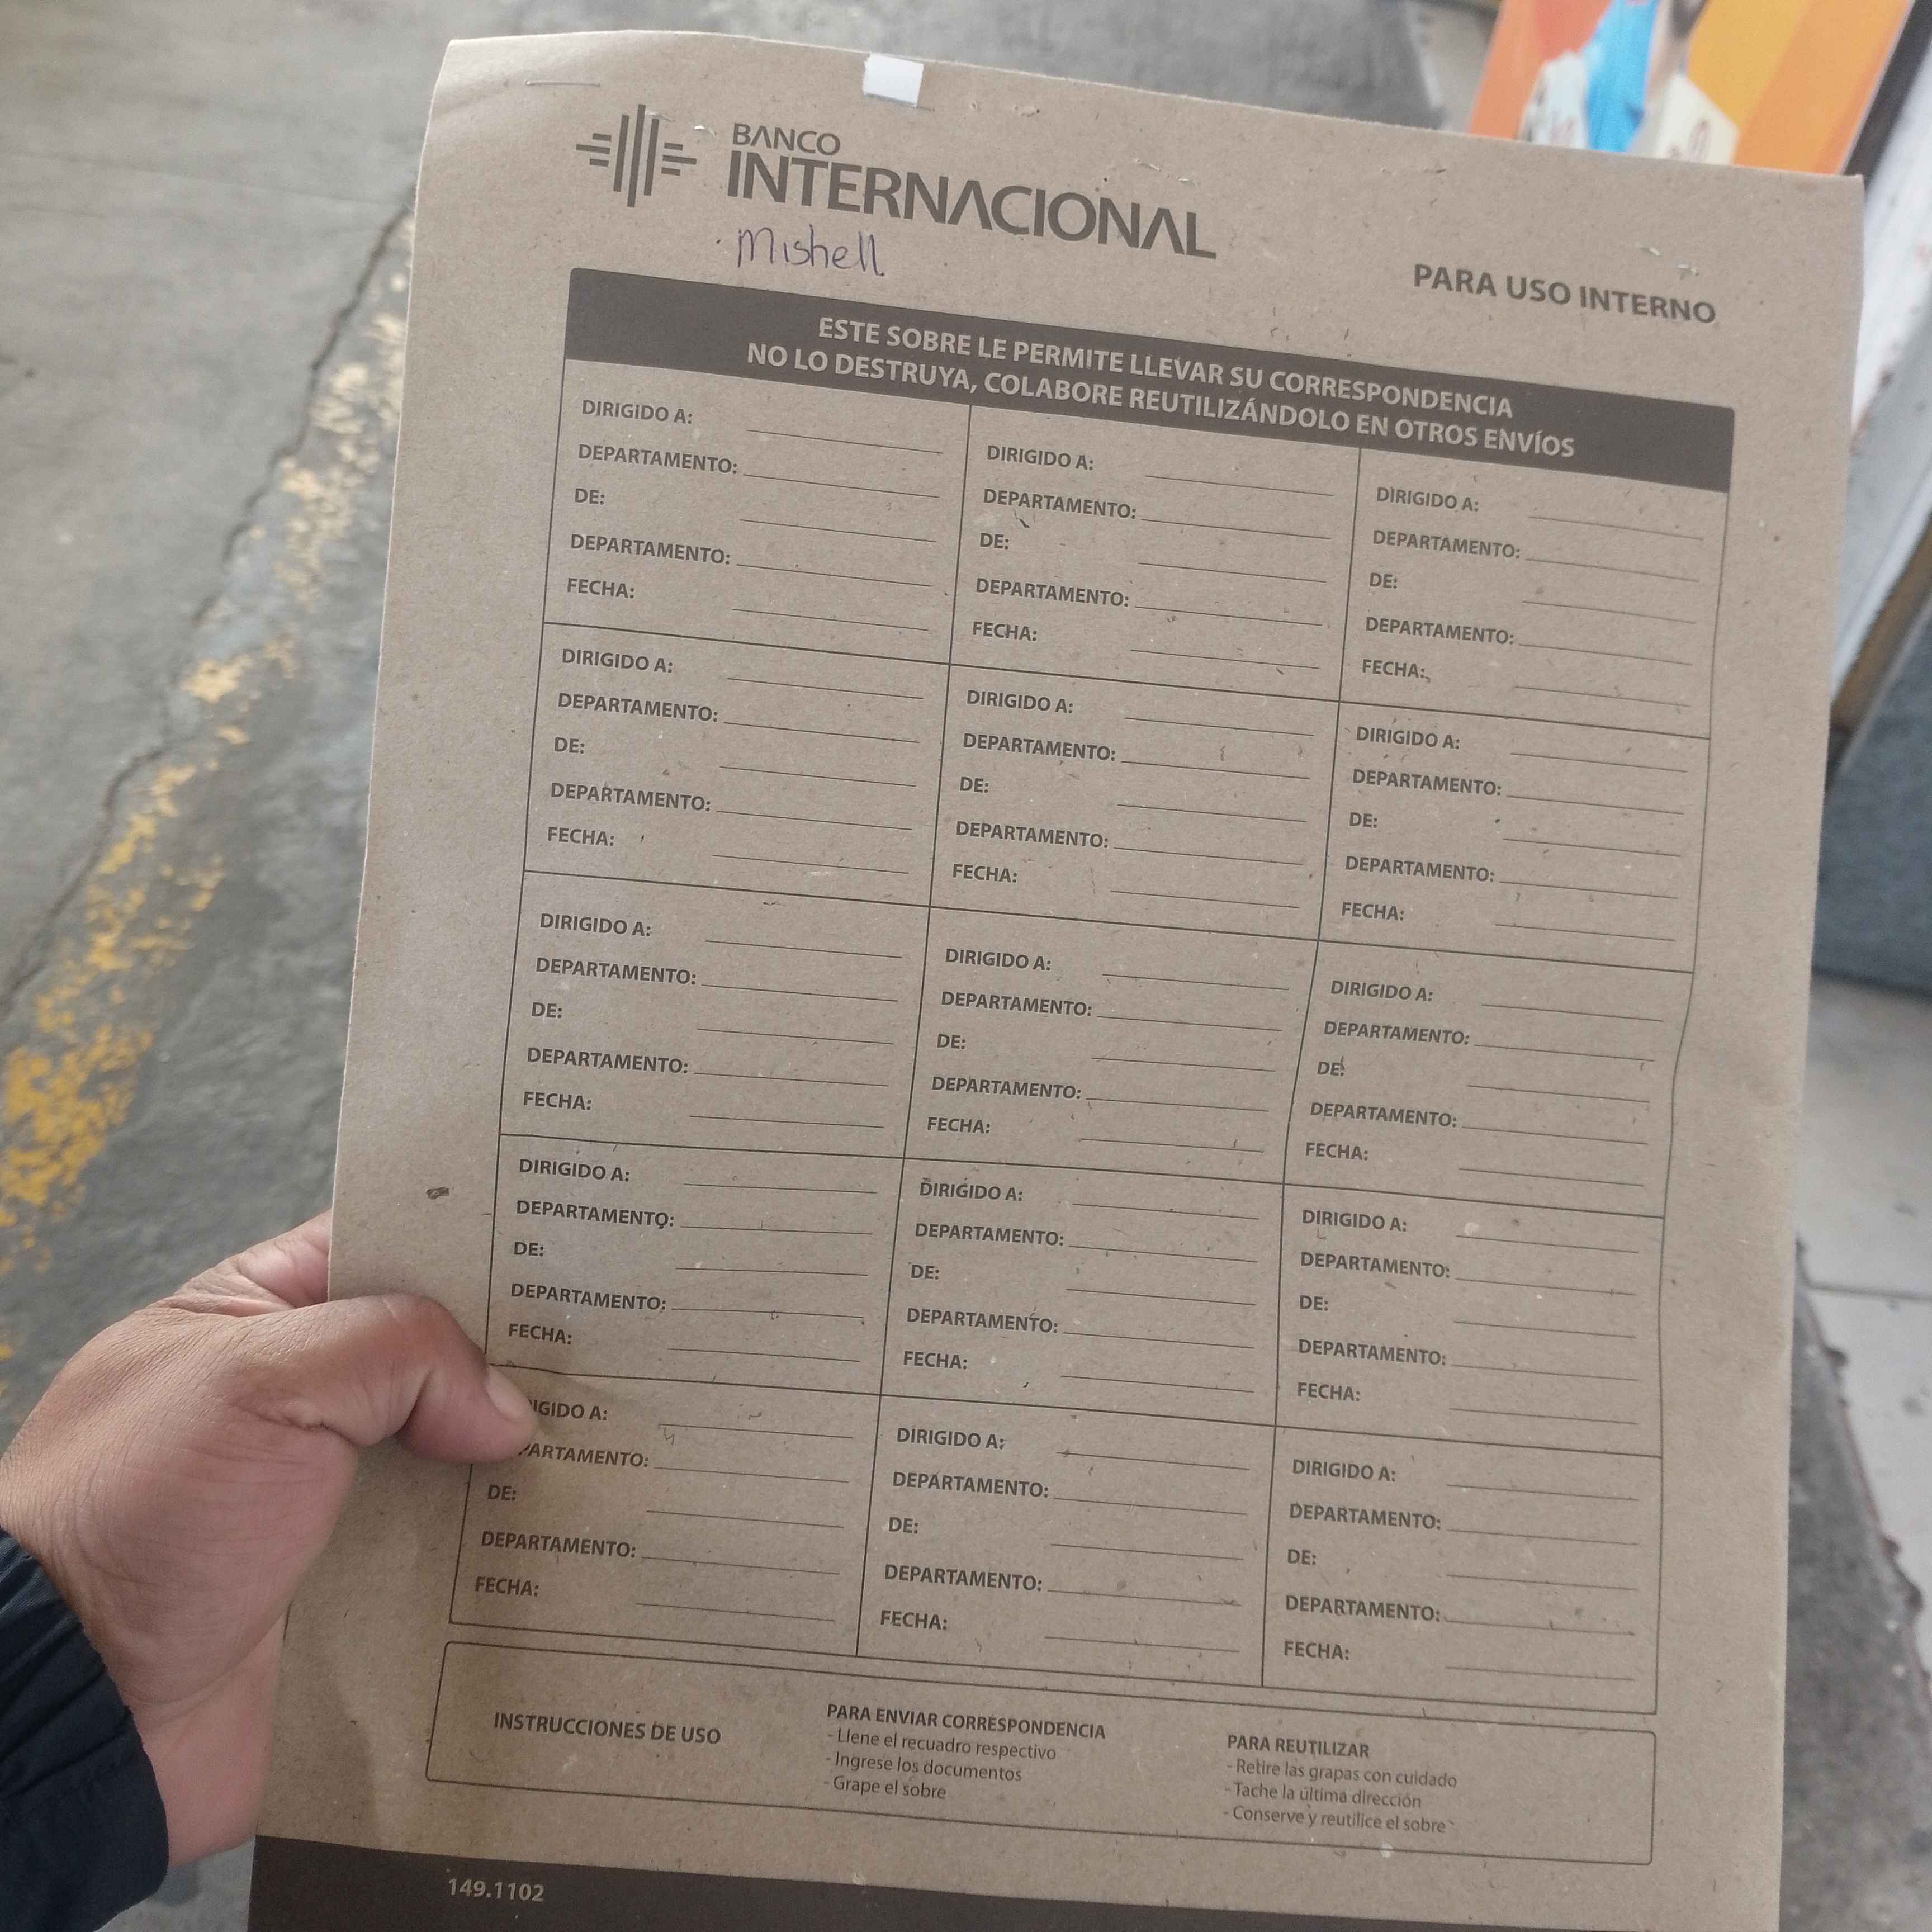 BANCO
INTERNACIONAL
Mishell
PARA USO INTERNO
ESTE SOBRE LE PERMITE LLEVAR SU CORRESPONDENCIA
NO LO DESTRUYA, COLABORE REUTILIZÁNDOLO EN OTROS ENVÍOS
DIRIGIDO A:
DEPARTAMENTO:
DE:
DEPARTAMENTO:
FECHA:
DIRIGIDO A:
DEPARTAMENTO:
DE:
DEPARTAMENTO:
FECHA:
DIRIGIDO A:
DEPARTAMENTO:
DE:
DEPARTAMENTO:
FECHA:
DIRIGIDO A:
DEPARTAMENTO:
DE:
DEPARTAMENTO:
FECHA:
DIRIGIDO A:
DEPARTAMENTO:
DE:
DEPARTAMENTO:
FECHA:
DIRIGIDO A:
DEPARTAMENTO:
DE:
DEPARTAMENTO:
FECHA:
DIRIGIDO A:
DEPARTAMENTO:
DE:
DEPARTAMENTO:
FECHA:
DIRIGIDO A:
DEPARTAMENTO:
DE:
DEPARTAMENTO:
FECHA:
DIRIGIDO A:
DEPARTAMENTO:
DE:
DEPARTAMENTO:
FECHA:
DIRIGIDO A:
DEPARTAMENTO:
DE:
DEPARTAMENTO:
FECHA:
DIRIGIDO A:
DEPARTAMENTO:
DE:
DEPARTAMENTO:
FECHA:
DIRIGIDO A:
DEPARTAMENTO:
DE:
DEPARTAMENTO:
FECHA:
IGIDO A:
PARTAMENTO:
DE:
DEPARTAMENTO:
FECHA:
DIRIGIDO A:
DEPARTAMENTO:
DE:
DEPARTAMENTO:
FECHA:
DIRIGIDO A:
DEPARTAMENTO:
DE:
DEPARTAMENTO:
FECHA:
INSTRUCCIONES DE USO
PARA ENVIAR CORRESPONDENCIA
- Llene el recuadro respectivo
- Ingrese los documentos
- Grape el sobre
PARA REUTILIZAR
- Retire las grapas con cuidado
- Tache la última dirección
- Conserve y reutilice el sobre
149.1102